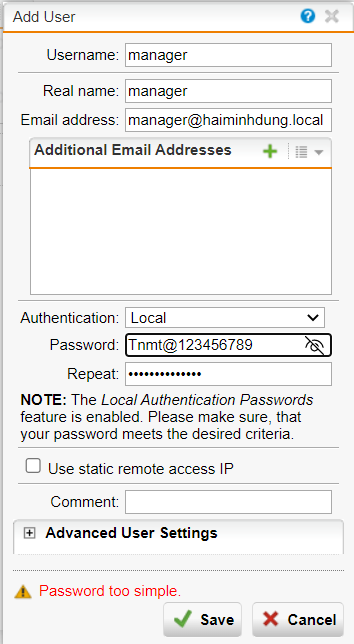 Add User
Username: manager
Real name: manager
Email address: manager@haiminhdung.local
Additional Email Addresses
Authentication: Local
Password: Tnmt@123456789
Repeat: ••••••••••••••
NOTE: The Local Authentication Passwords
feature is enabled. Please make sure, that
your password meets the desired criteria.
Use static remote access IP
Comment:
Advanced User Settings
Password too simple.
Save Cancel